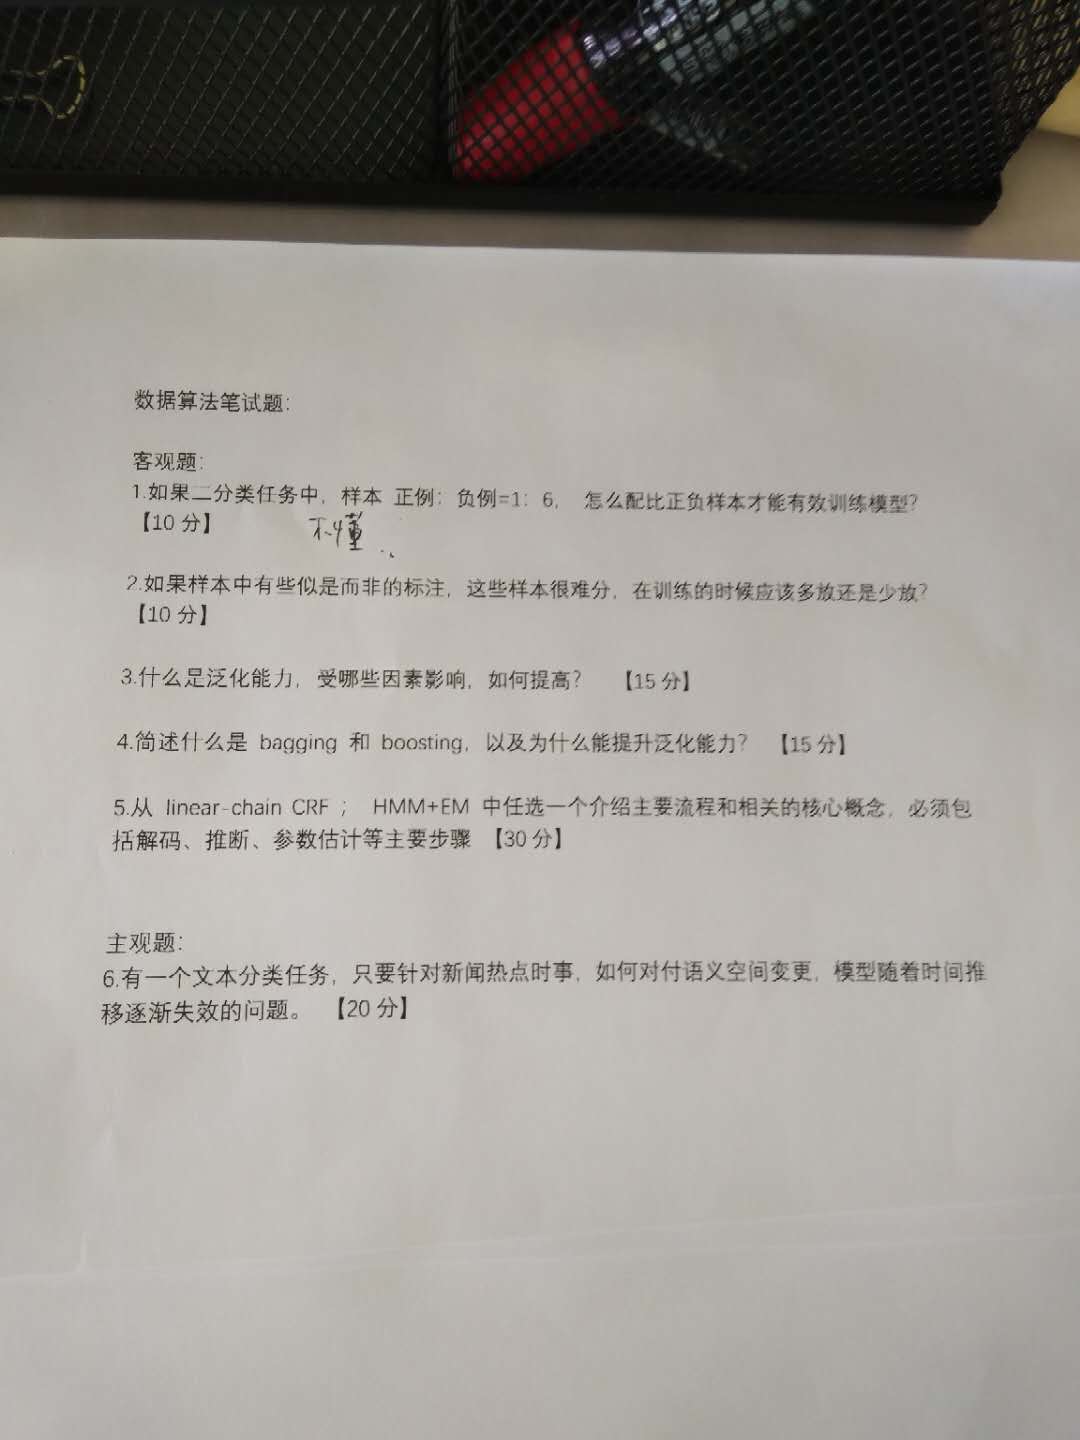 数据算法笔试题：
客观题：
1.如果二分类任务中，样本 正例：负例=1：6， 怎么配比正负样本才能有效训练模型？
【10 分】
不懂
2.如果样本中有些似是而非的标注，这些样本很难分，在训练的时候应该多放还是少放？
【10 分】
3.什么是泛化能力，受哪些因素影响，如何提高？ 【15 分】
4.简述什么是 bagging 和 boosting，以及为什么能提升泛化能力？ 【15 分】
5.从 linear-chain CRF ； HMM+EM 中任选一个介绍主要流程和相关的核心概念，必须包
括解码、推断、参数估计等主要步骤 【30 分】
主观题：
6.有一个文本分类任务，只要针对新闻热点时事，如何对付语义空间变更，模型随着时间推
移逐渐失效的问题。 【20 分】